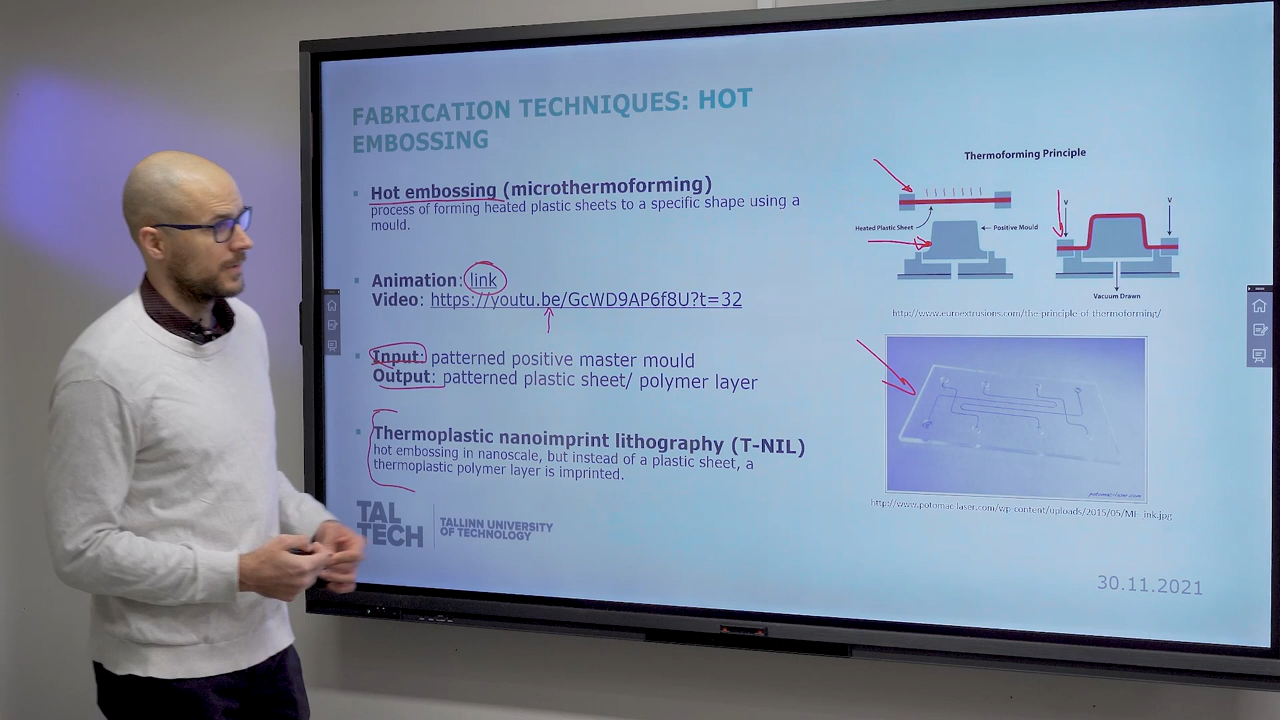 FABRICATION TECHNIQUES: HOT
EMBOSSING
Hot embossing (microthermoforming)
process of forming heated plastic sheets to a specific shape using a
mould.
Animation: link
Video: https://youtu.be/GcWD9AP6f8U?t=32
Input: patterned positive master mould
Output: patterned plastic sheet/ polymer layer
Thermoplastic nanoimprint lithography (T-NIL)
hot embossing in nanoscale, but instead of a plastic sheet, a
thermoplastic polymer layer is imprinted.
TAL
TECH
TALLINN UNIVERSITY
OF TECHNOLOGY
Thermoforming Principle
Heated Plastic Sheet
Positive Mould
V
V
Vacuum Drawn
http://www.euroextrusions.com/the-principle-of-thermoforming/
potomac-laser.com
30.11.2021